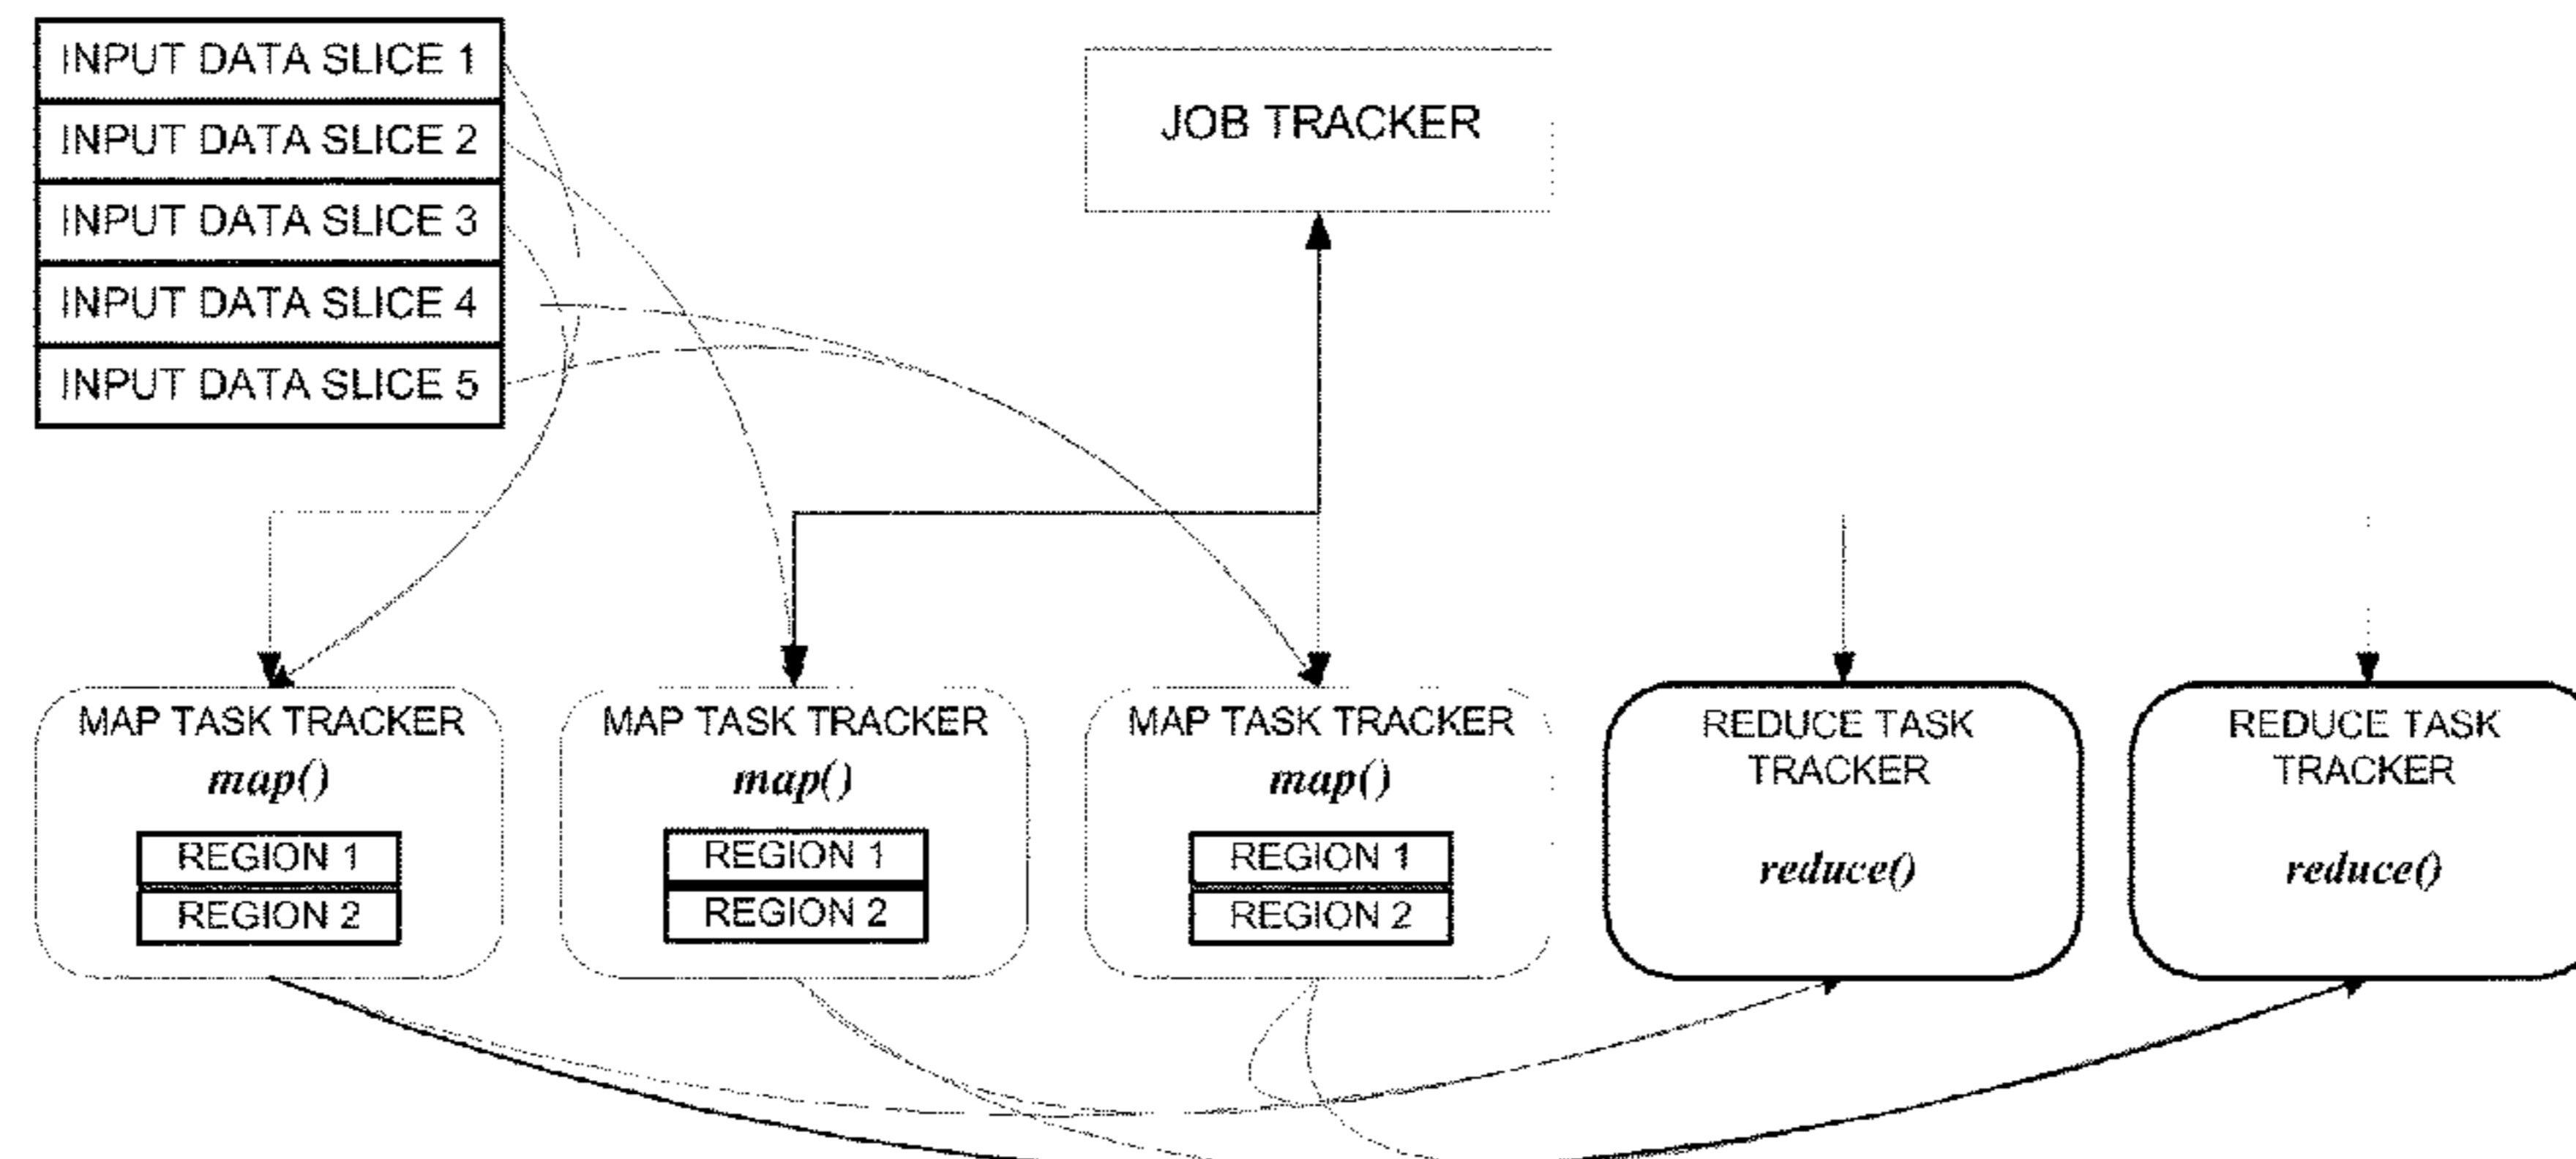 INPUT DATA SLICE 1
INPUT DATA SLICE 2
INPUT DATA SLICE 3
INPUT DATA SLICE 4
INPUT DATA SLICE 5
JOB TRACKER
MAP TASK TRACKER
map()
REGION 1
REGION 2
MAP TASK TRACKER
map()
REGION 1
REGION 2
MAP TASK TRACKER
map()
REGION 1
REGION 2
REDUCE TASK
TRACKER
reduce()
REDUCE TASK
TRACKER
reduce()